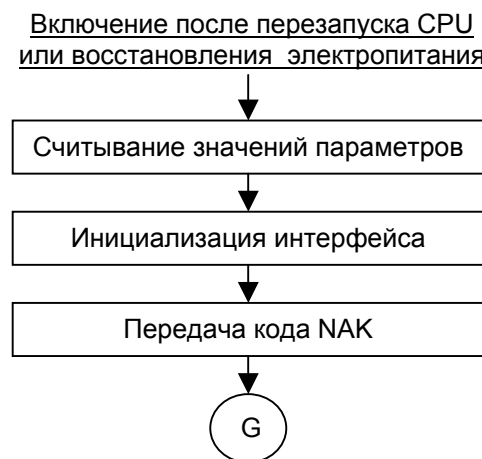 Включение после перезапуска CPU
или восстановления электропитания
Считывание значений параметров
Инициализация интерфейса
Передача кода NAK
G